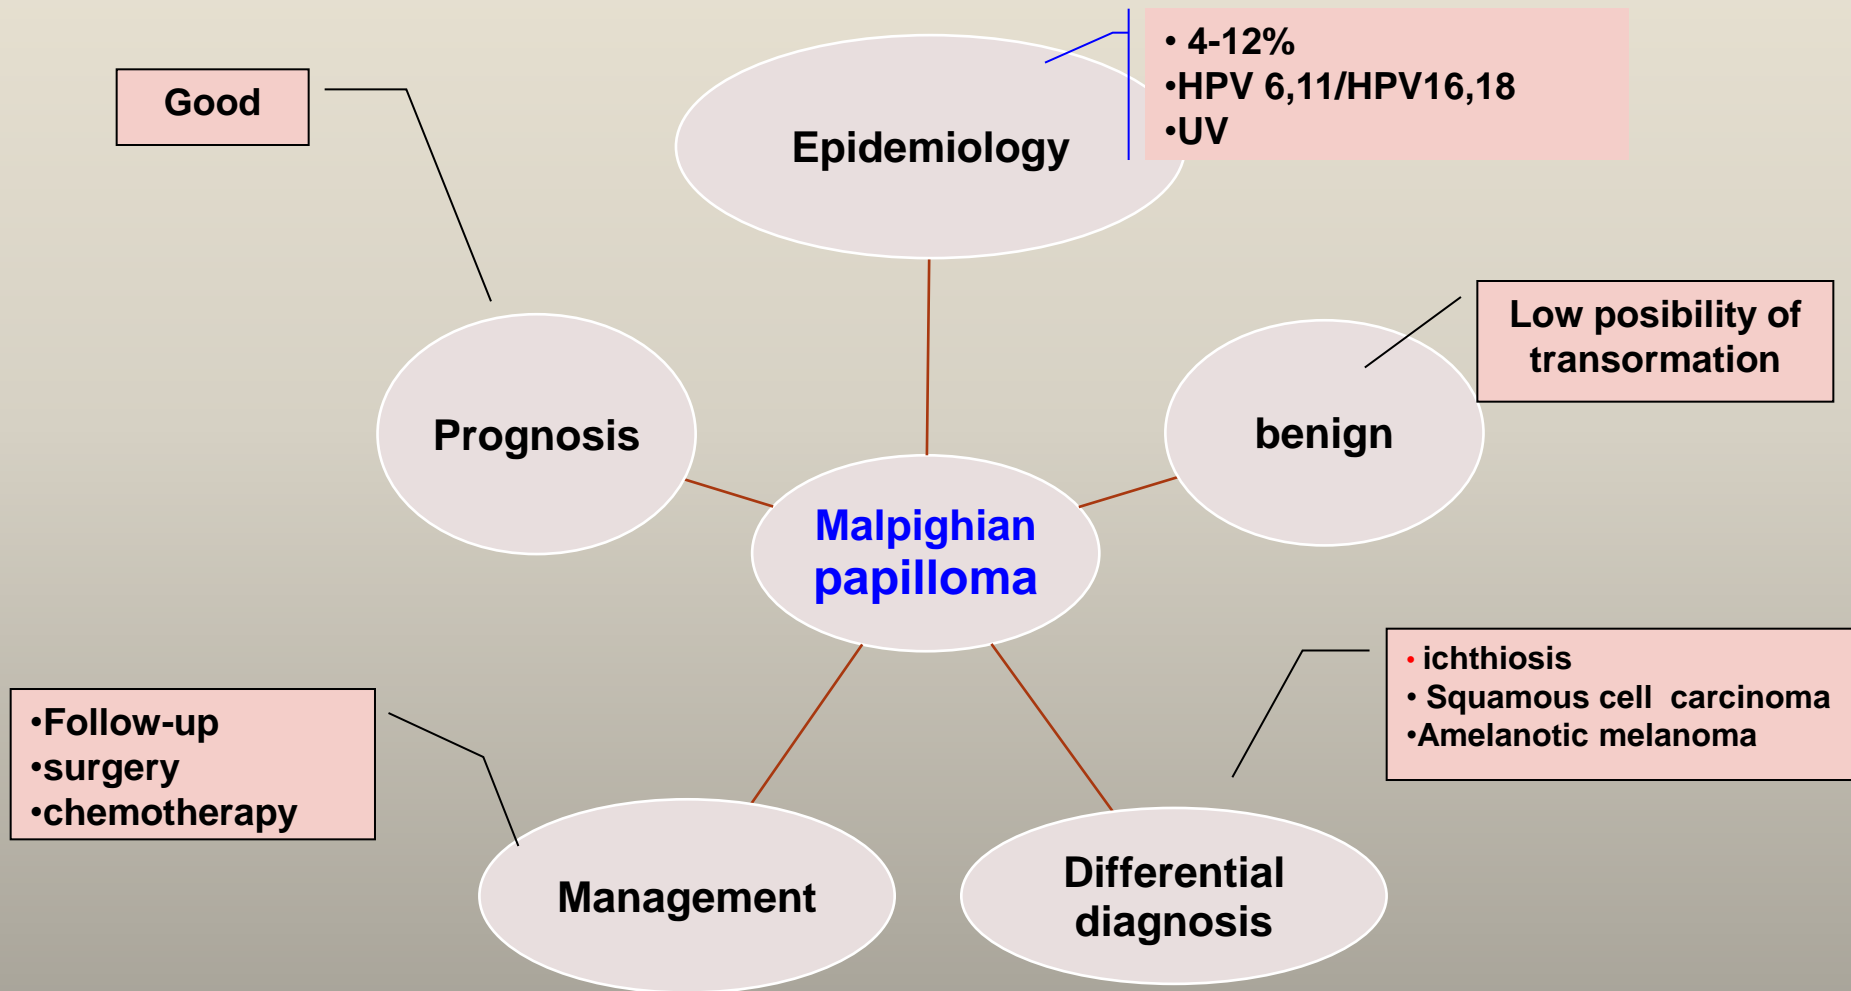 • 4-12%
•HPV 6,11/HPV16,18
•UV
Good
Epidemiology
Low posibility of
transormation
Prognosis
benign
Malpighian
papilloma
• ichthiosis
• Squamous cell carcinoma
•Amelanotic melanoma
•Follow-up
•surgery
•chemotherapy
Management
Differential
diagnosis